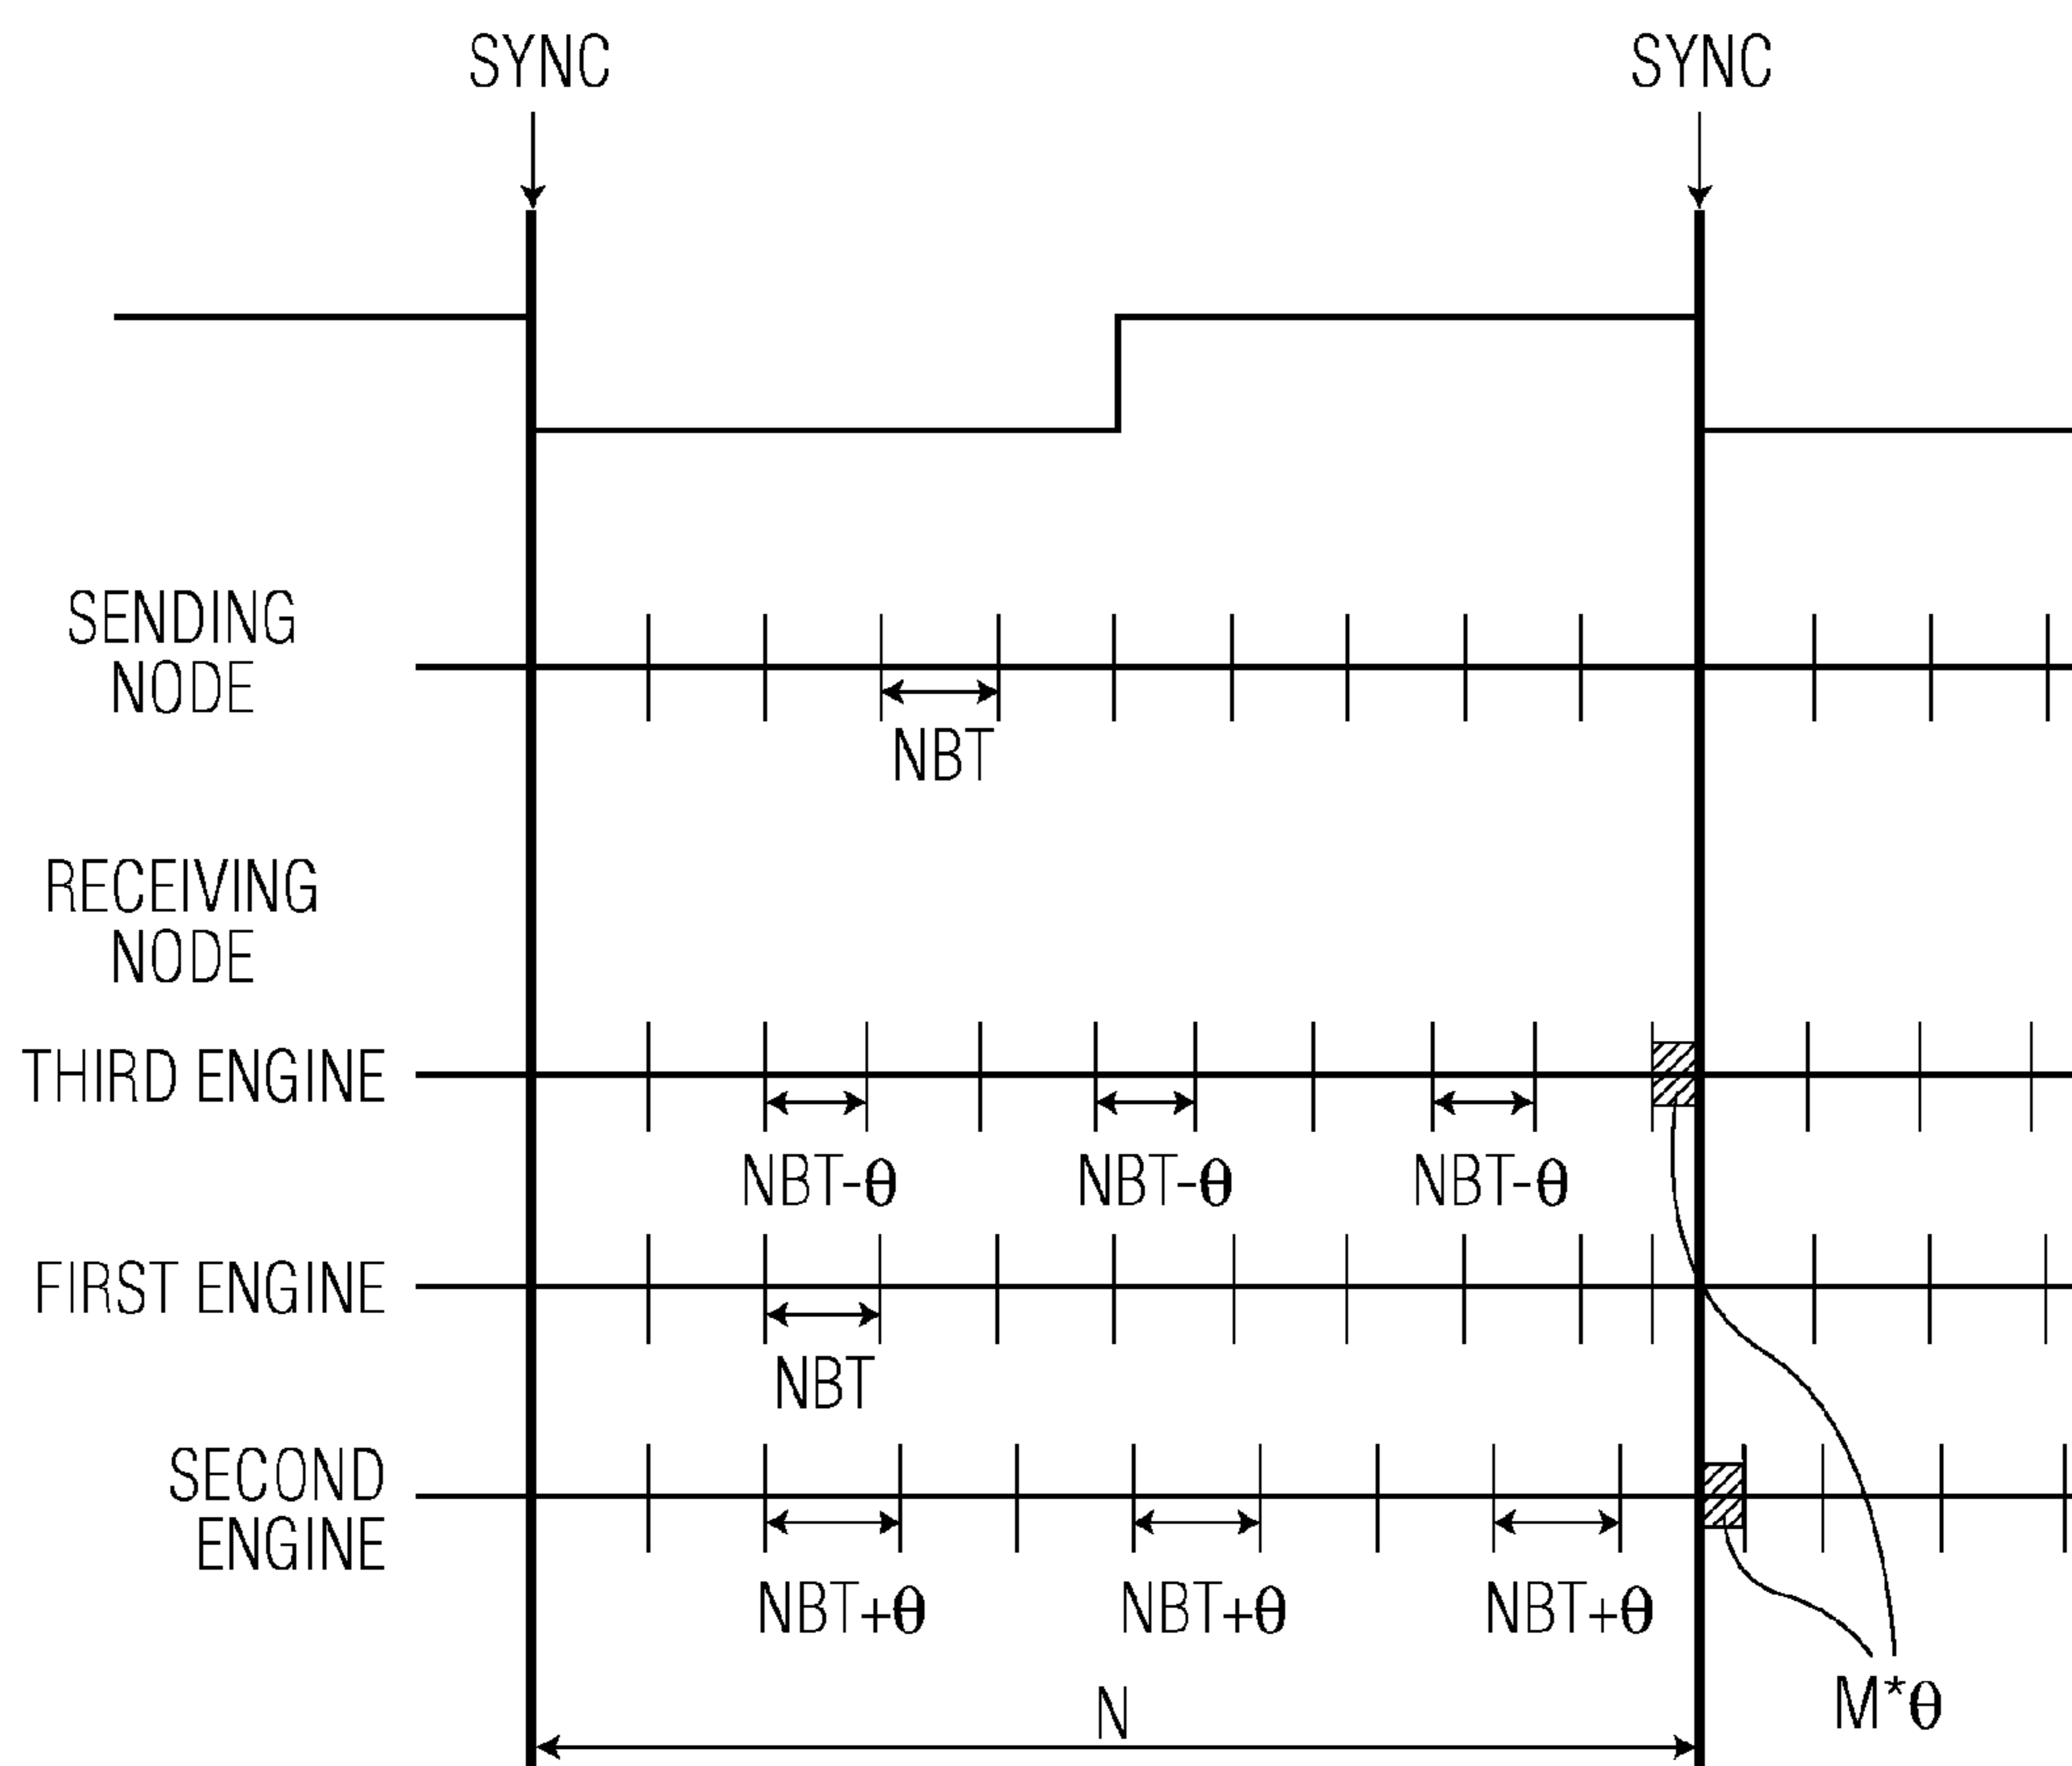 SYNC
SYNC
SENDING
NODE
NBT
RECEIVING
NODE
THIRD ENGINE
NBT-θ
NBT-θ
NBT-θ
FIRST ENGINE
NBT
SECOND
ENGINE
NBT+θ
NBT+θ
NBT+θ
M*θ
N